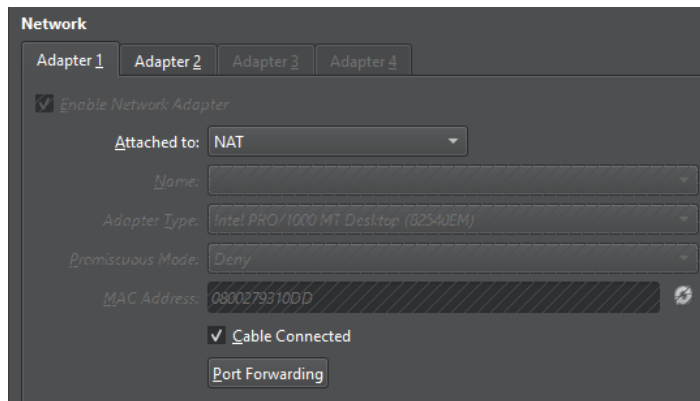 Network
Adapter 1 Adapter 2 Adapter 3 Adapter 4
Enable Network Adapter
Attached to: NAT
Name:
Adapter Type: Intel PRO/1000 MT Desktop (82540EM)
Promiscuous Mode: Deny
MAC Address: 0800279310DD
Cable Connected
Port Forwarding